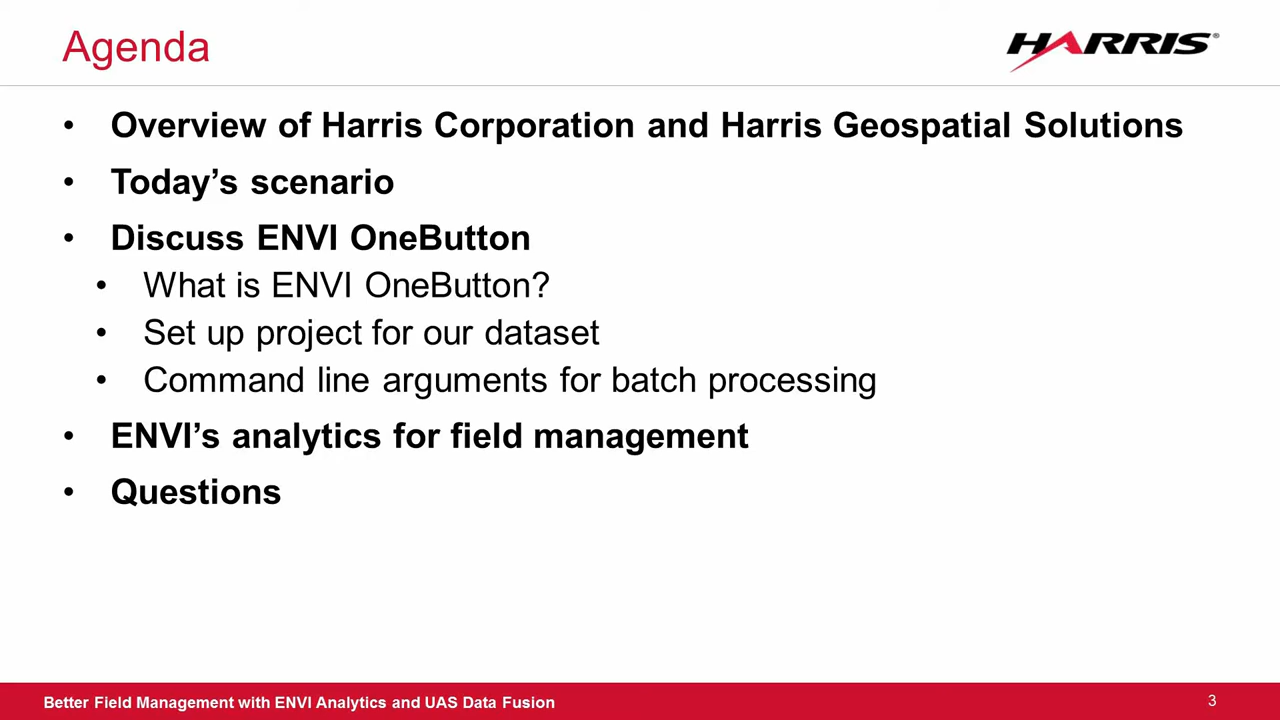 Agenda
HARRIS®
• Overview of Harris Corporation and Harris Geospatial Solutions
• Today’s scenario
• Discuss ENVI OneButton
• What is ENVI OneButton?
• Set up project for our dataset
• Command line arguments for batch processing
• ENVI’s analytics for field management
• Questions
Better Field Management with ENVI Analytics and UAS Data Fusion
3